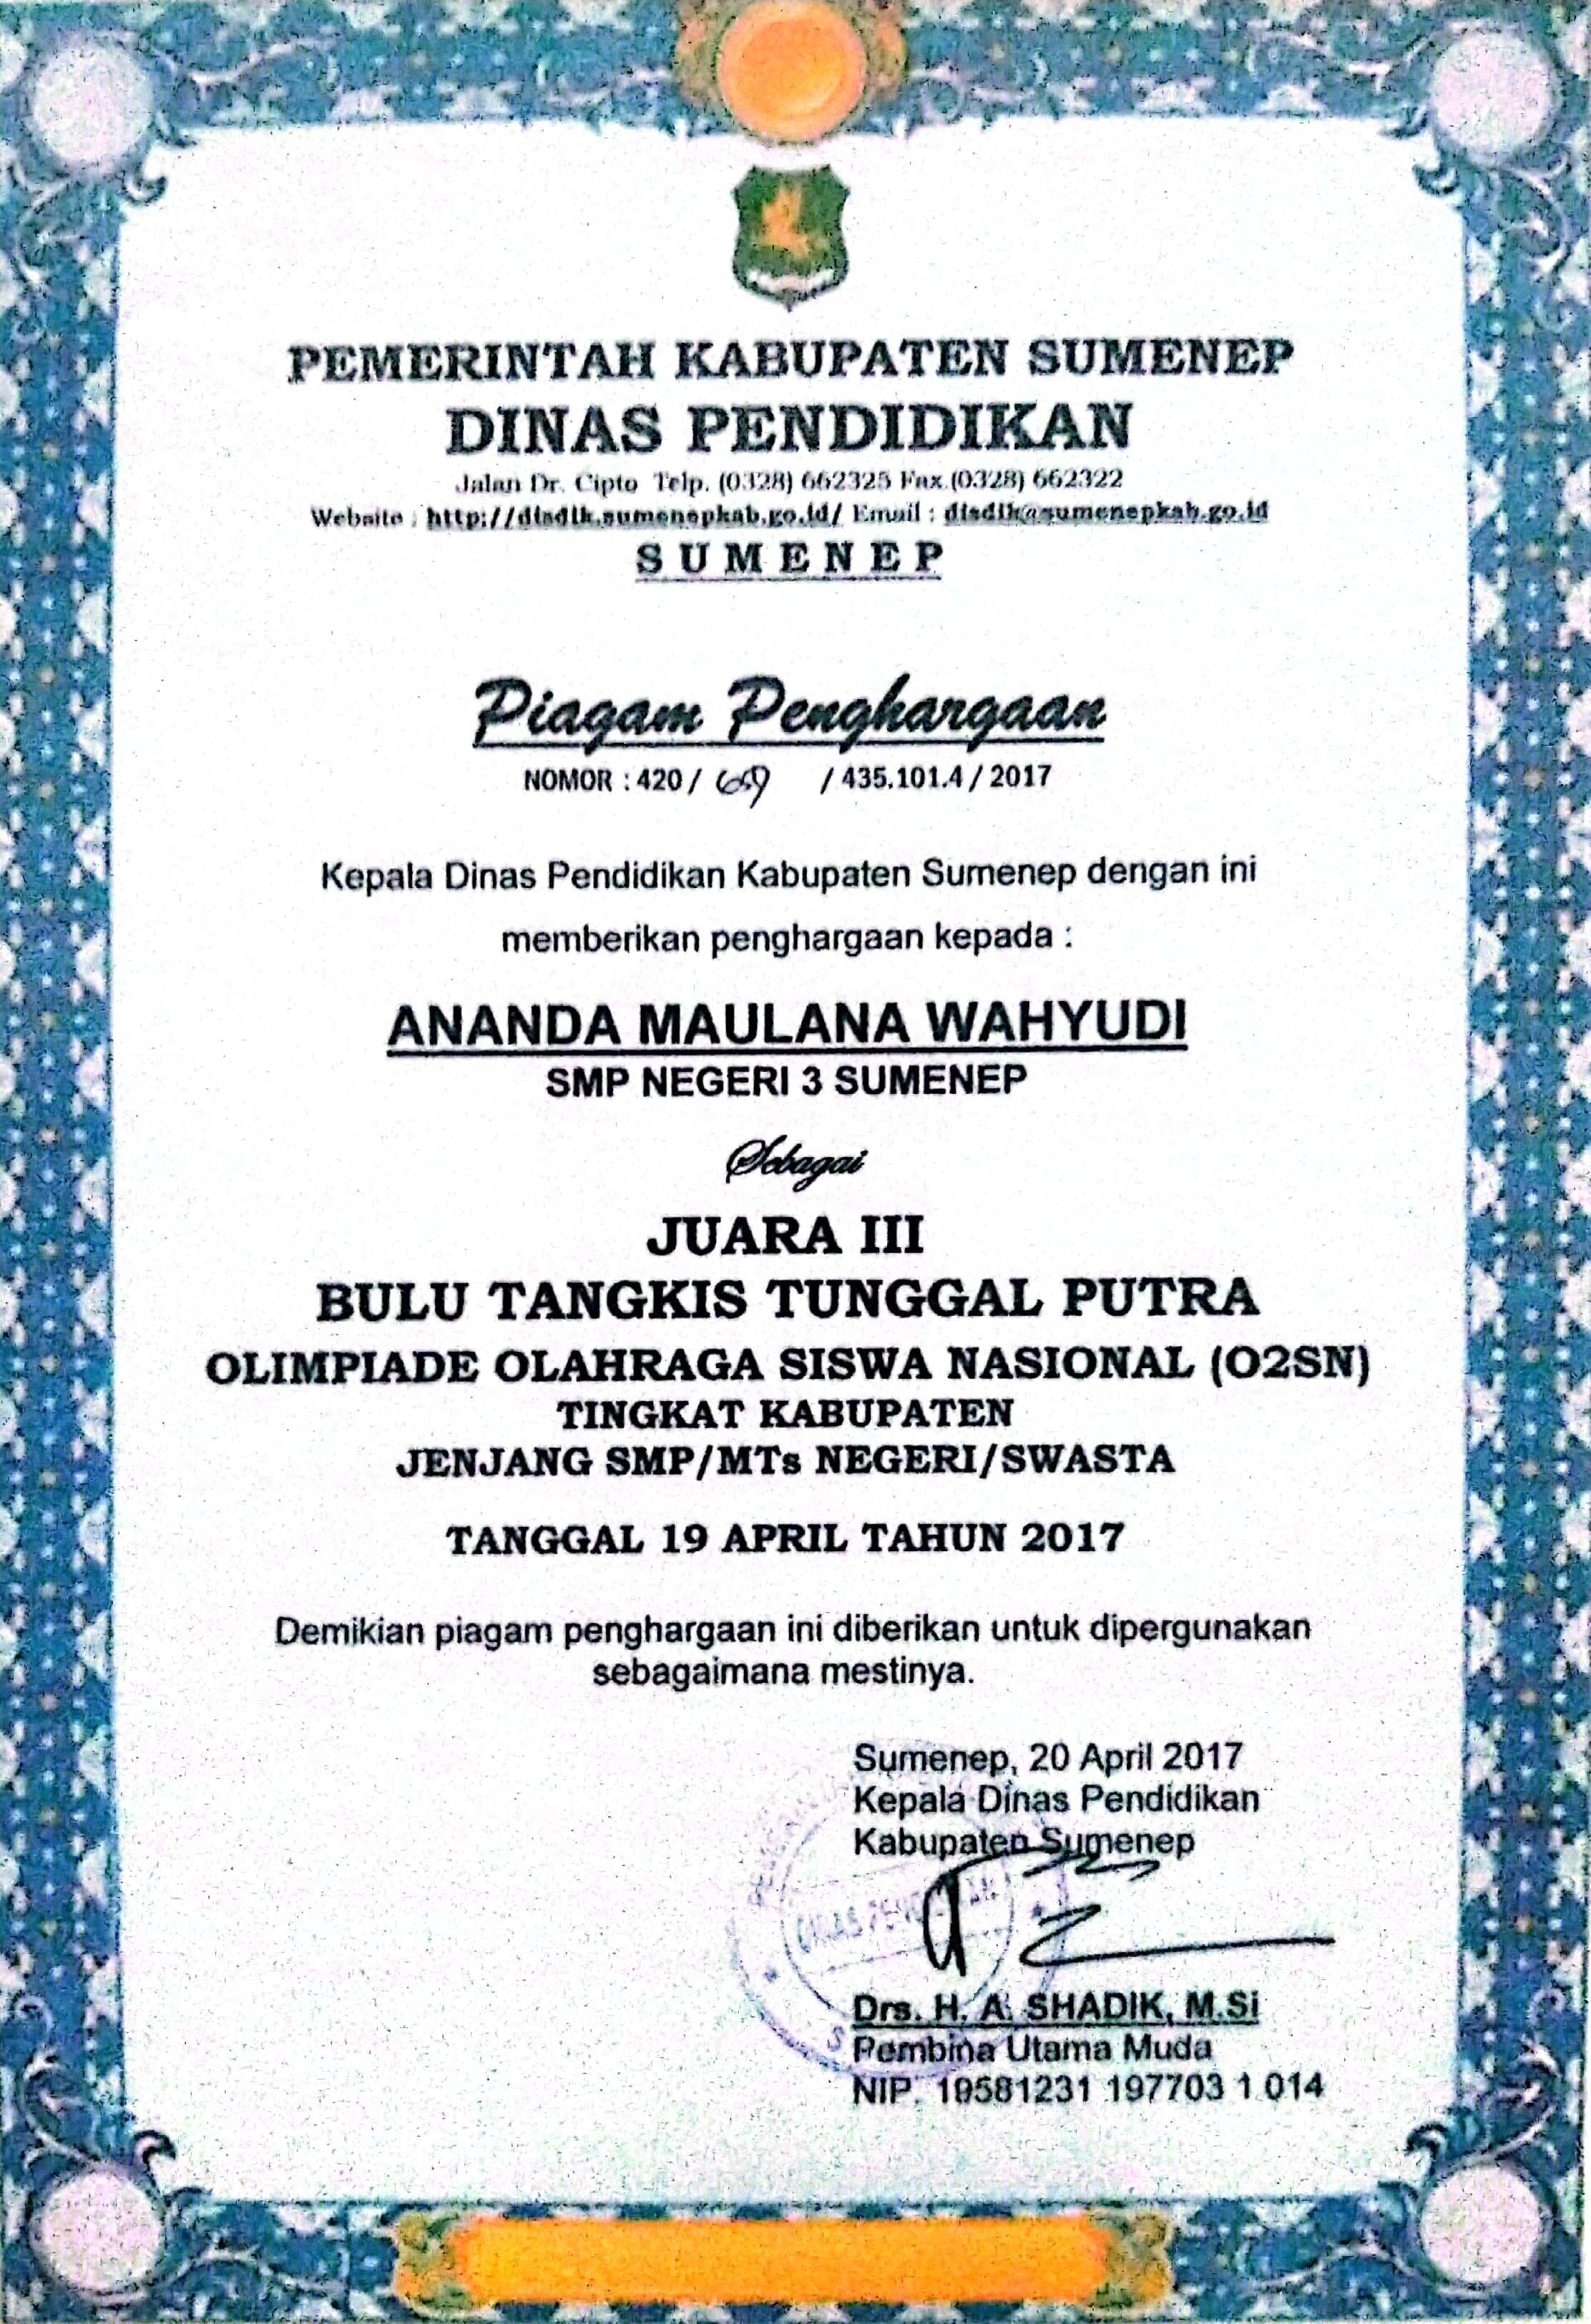 PEMERINTAH KABUPATEN SUMENEP
DINAS PENDIDIKAN
Jalan Dr. Cipto Telp. (0328) 662325 Fax.(0328) 662322
Website : http://disdik.sumenepkab.go.id/ Email : disdik@sumenepkab.go.id
SUMENEP
Piagam Penghargaan
NOMOR : 420 / / 435.101.4 / 2017
Kepala Dinas Pendidikan Kabupaten Sumenep dengan ini
memberikan penghargaan kepada :
ANANDA MAULANA WAHYUDI
SMP NEGERI 3 SUMENEP
Sebagai
JUARA III
BULU TANGKIS TUNGGAL PUTRA
OLIMPIADE OLAHRAGA SISWA NASIONAL (O2SN)
TINGKAT KABUPATEN
JENJANG SMP/MTs NEGERI/SWASTA
TANGGAL 19 APRIL TAHUN 2017
Demikian piagam penghargaan ini diberikan untuk dipergunakan
sebagaimana mestinya.
Sumenep, 20 April 2017
Kepala Dinas Pendidikan
Kabupaten Sumenep
Drs. H. A. SHADIK, M.Si
Pembina Utama Muda
NIP. 19581231 197703 1 014